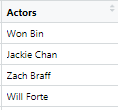 Actors
Won Bin
Jackie Chan
Zach Braff
Will Forte